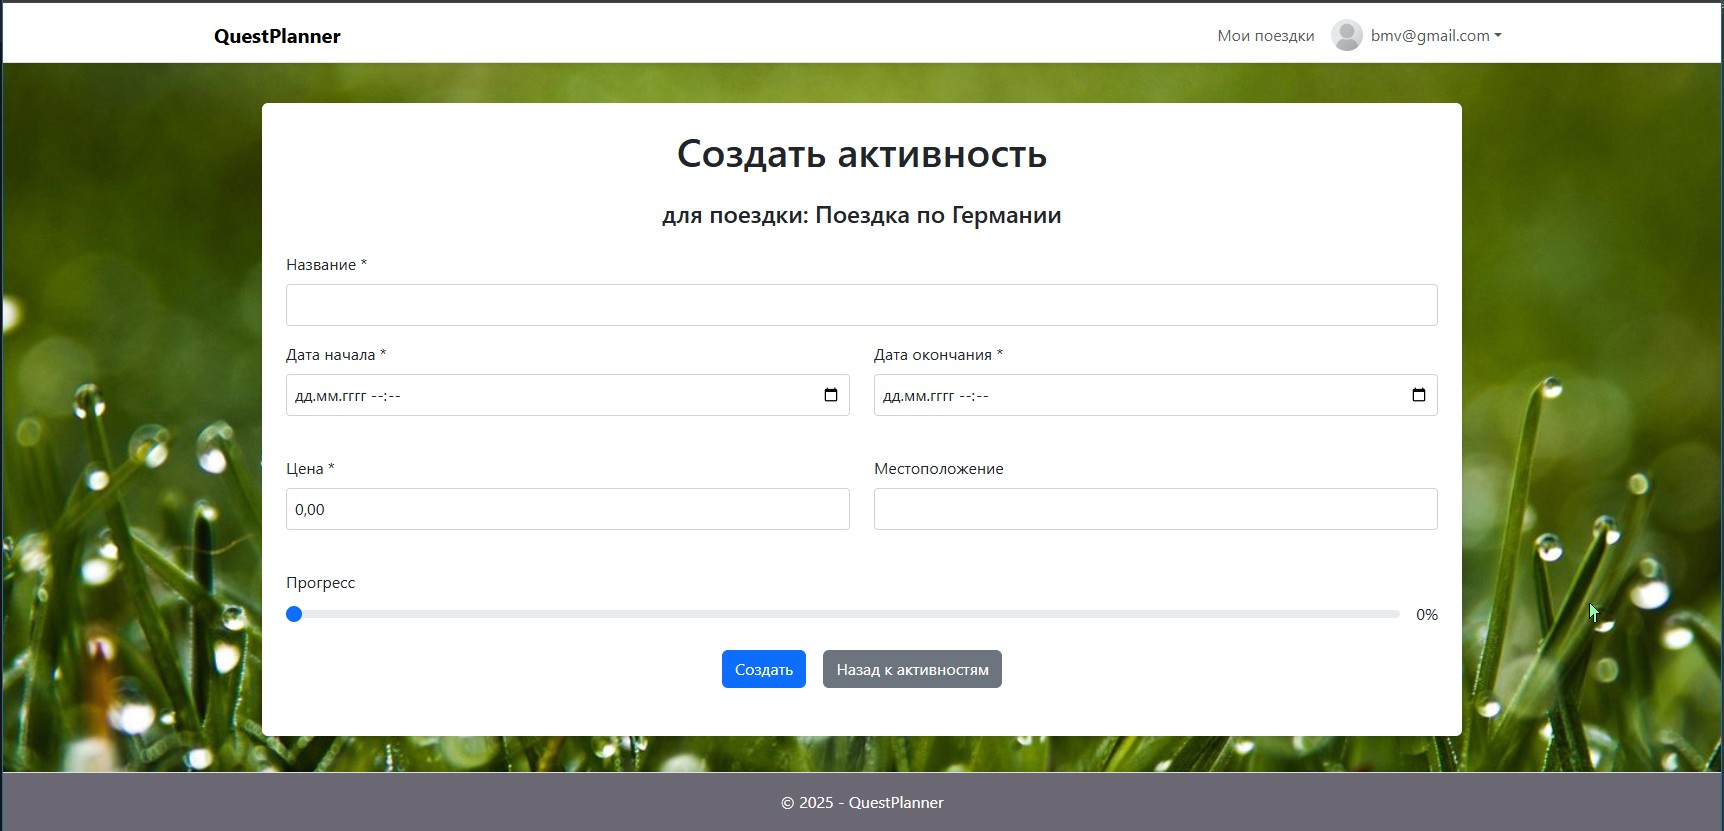 QuestPlanner
Мои поездки bmv@gmail.com
Создать активность
для поездки: Поездка по Германии
Название *
Дата начала * Дата окончания *
дд.мм.гггг --:-- дд.мм.гггг --:--
Цена * Местоположение
0,00
Прогресс
0%
Создать Назад к активностям
© 2025 - QuestPlanner